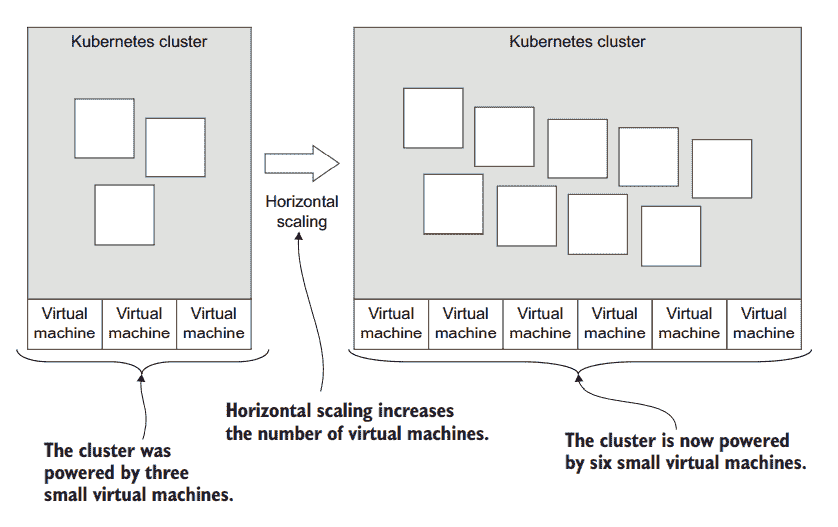 Kubernetes cluster
Kubernetes cluster
Horizontal
scaling
Virtual
machine
Virtual
machine
Virtual
machine
Virtual
machine
Virtual
machine
Virtual
machine
Virtual
machine
Virtual
machine
Virtual
machine
Horizontal scaling increases
the number of virtual machines.
The cluster was
powered by three
small virtual machines.
The cluster is now powered
by six small virtual machines.